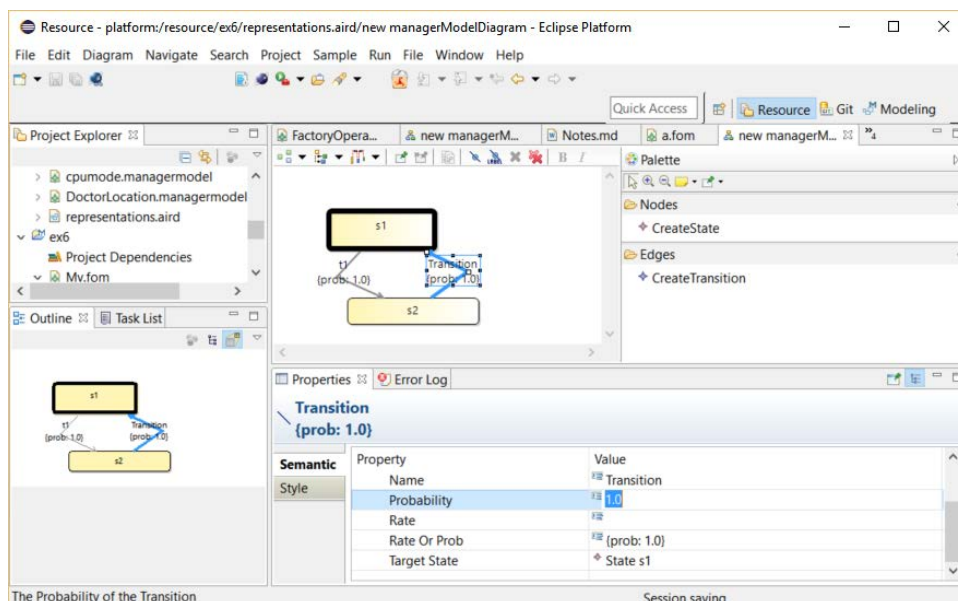 Resource - platform:/resource/ex6/representations.aird/new managerModelDiagram - Eclipse Platform
File Edit Diagram Navigate Search Project Sample Run File Window Help
Quick Access Resource Git Modeling
Project Explorer
FactoryOpera... new managerM... Notes.md a.fom new managerM... »4
cpumode.managermodel
DoctorLocation.managermodel
representations.aird
ex6
Project Dependencies
Mv.fom
B I
s1
t1
{prob: 1.0}
Transition
{prob: 1.0}
s2
Palette
Nodes
CreateState
Edges
CreateTransition
Outline Task List
s1
t1
{prob: 1.0}
Transition
{prob: 1.0}
s2
Properties Error Log
Transition
{prob: 1.0}
Semantic
Style
Property Value
Name Transition
Probability 1.0
Rate
Rate Or Prob {prob: 1.0}
Target State State s1
The Probability of the Transition Session saving